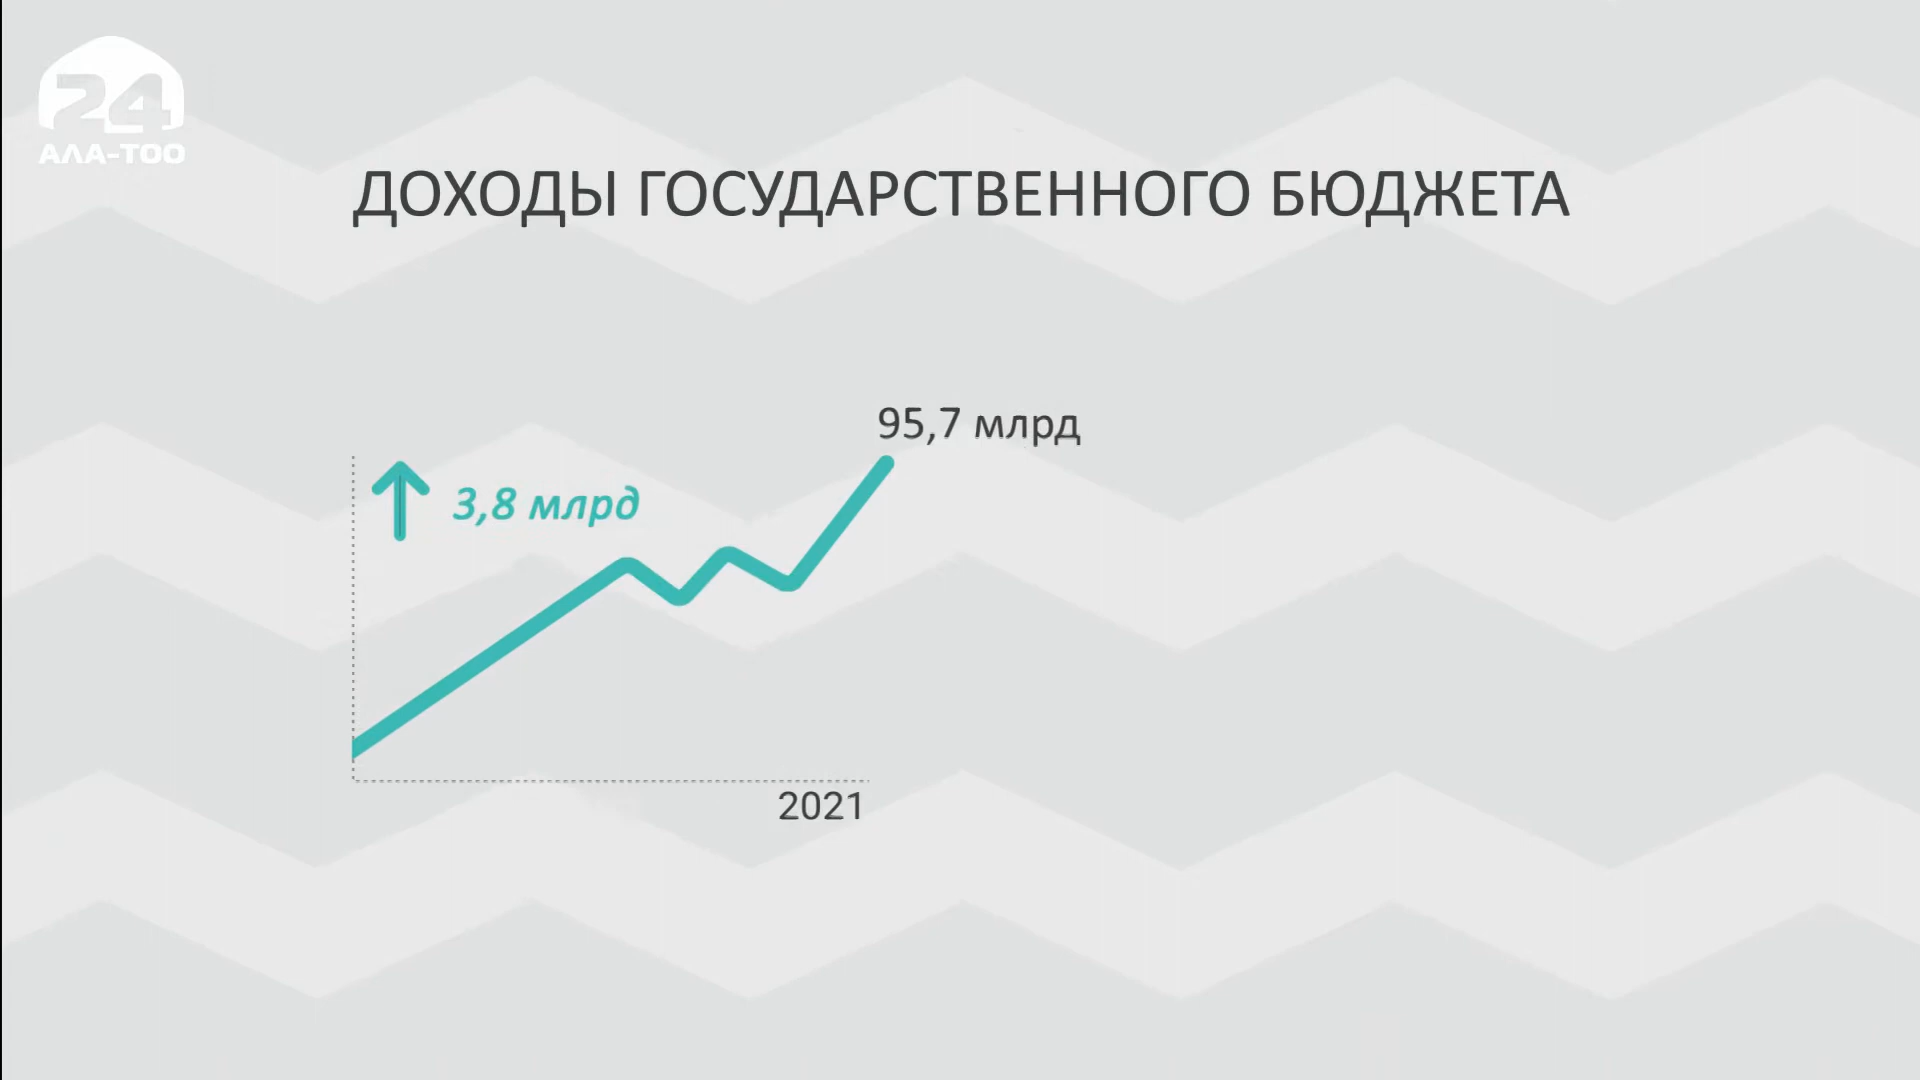 24
АЛА-ТОО
ДОХОДЫ ГОСУДАРСТВЕННОГО БЮДЖЕТА
95,7 млрд
3,8 млрд
2021